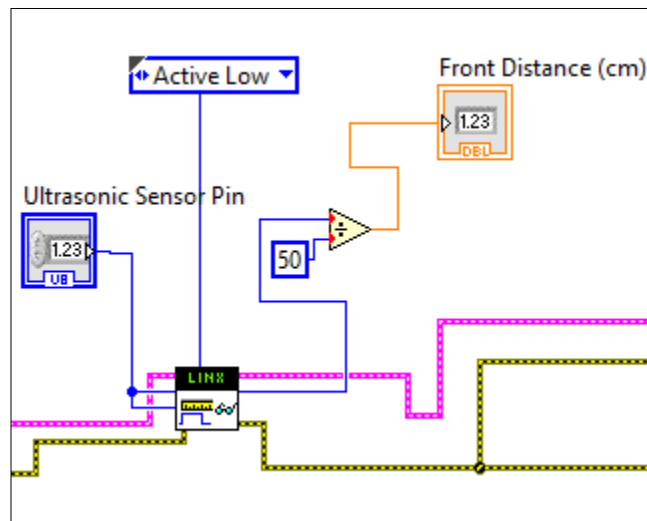 Active Low
Front Distance (cm)
1.23
DBL
Ultrasonic Sensor Pin
1.23
U8
÷
50
LINX